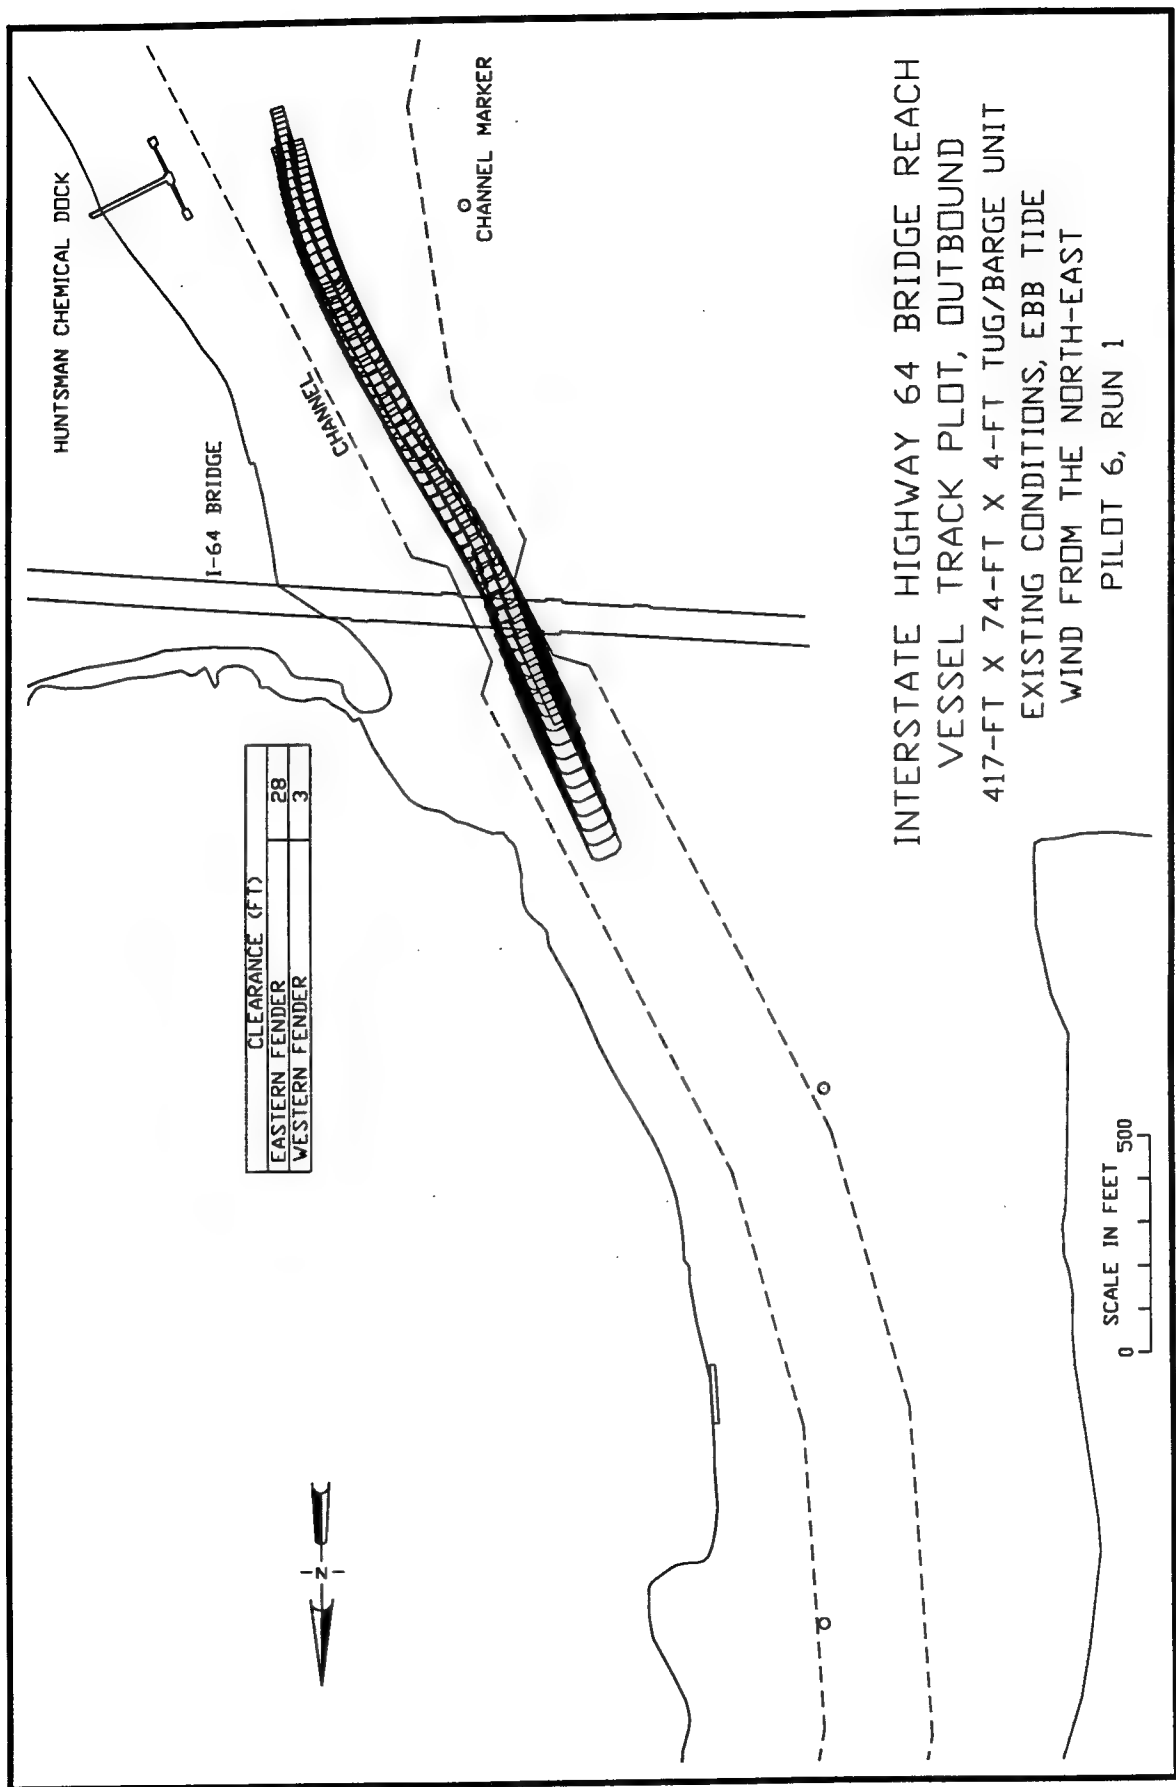 HUNTSMAN CHEMICAL DOCK
CHANNEL MARKER
I-64 BRIDGE
CHANNEL
CLEARANCE (FT)
EASTERN FENDER 28
WESTERN FENDER 3
N
INTERSTATE HIGHWAY 64 BRIDGE REACH
VESSEL TRACK PLOT, OUTBOUND
417-FT X 74-FT X 4-FT TUG/BARGE UNIT
EXISTING CONDITIONS, EBB TIDE
WIND FROM THE NORTH-EAST
PILOT 6, RUN 1
SCALE IN FEET
0 500